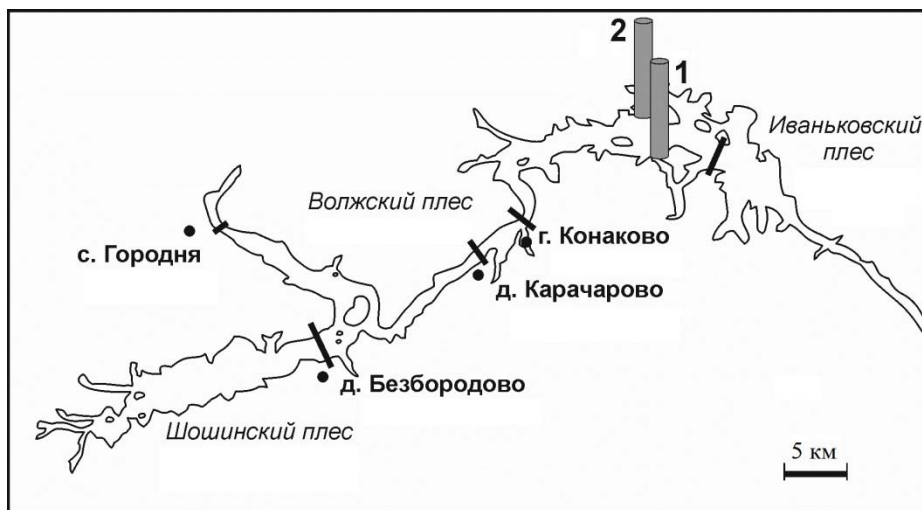 2
1
Иваньковский
плес
Волжский плес
с. Городня
г. Конаково
д. Карачарово
д. Безбородово
Шошинский плес
5 км